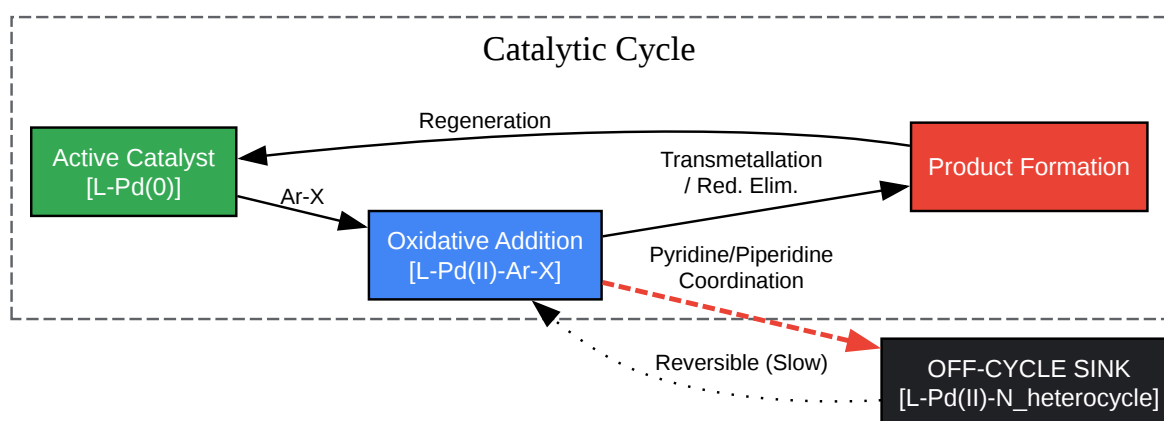 Catalytic Cycle
Regeneration
Active Catalyst
[L-Pd(0)]
Ar-X
Transmetallation
/ Red. Elim.
Product Formation
Oxidative Addition
[L-Pd(II)-Ar-X]
Pyridine/Piperidine
Coordination
Reversible (Slow)
OFF-CYCLE SINK
[L-Pd(II)-N_heterocycle]